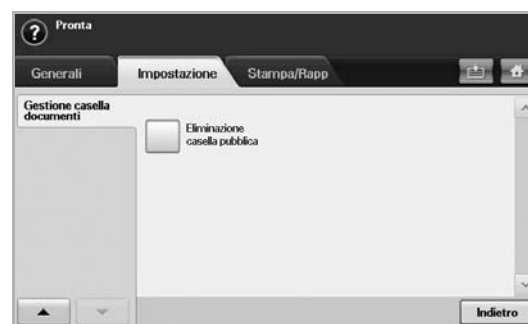 Pronta
Generali
Impostazione
Stampa/Rapp
Gestione casella
documenti
Eliminazione
casella pubblica
Indietro